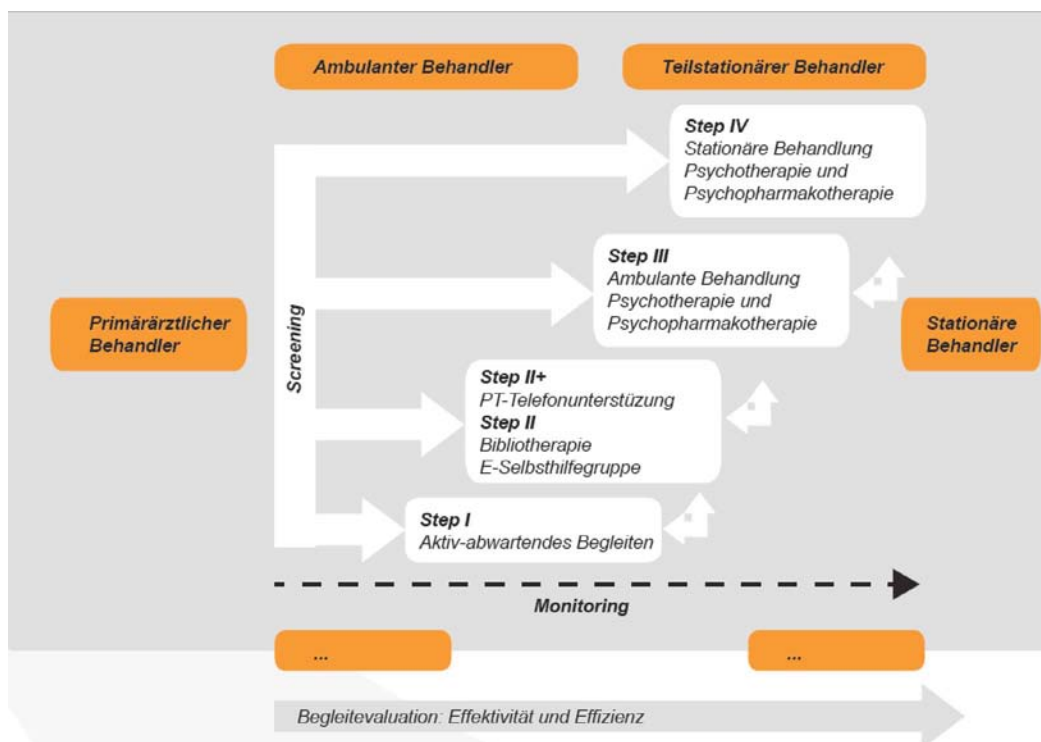 Ambulanter Behandler
Teilstationärer Behandler
Step IV
Stationäre Behandlung
Psychotherapie und
Psychopharmakotherapie
Step III
Ambulante Behandlung
Psychotherapie und
Psychopharmakotherapie
Primärärztlicher
Behandler
Screening
Stationäre
Behandler
Step II+
PT-Telefonunterstüzung
Step II
Bibliotherapie
E-Selbsthilfegruppe
Step I
Aktiv-abwartendes Begleiten
Monitoring
...
...
Begleitevaluation: Effektivität und Effizienz